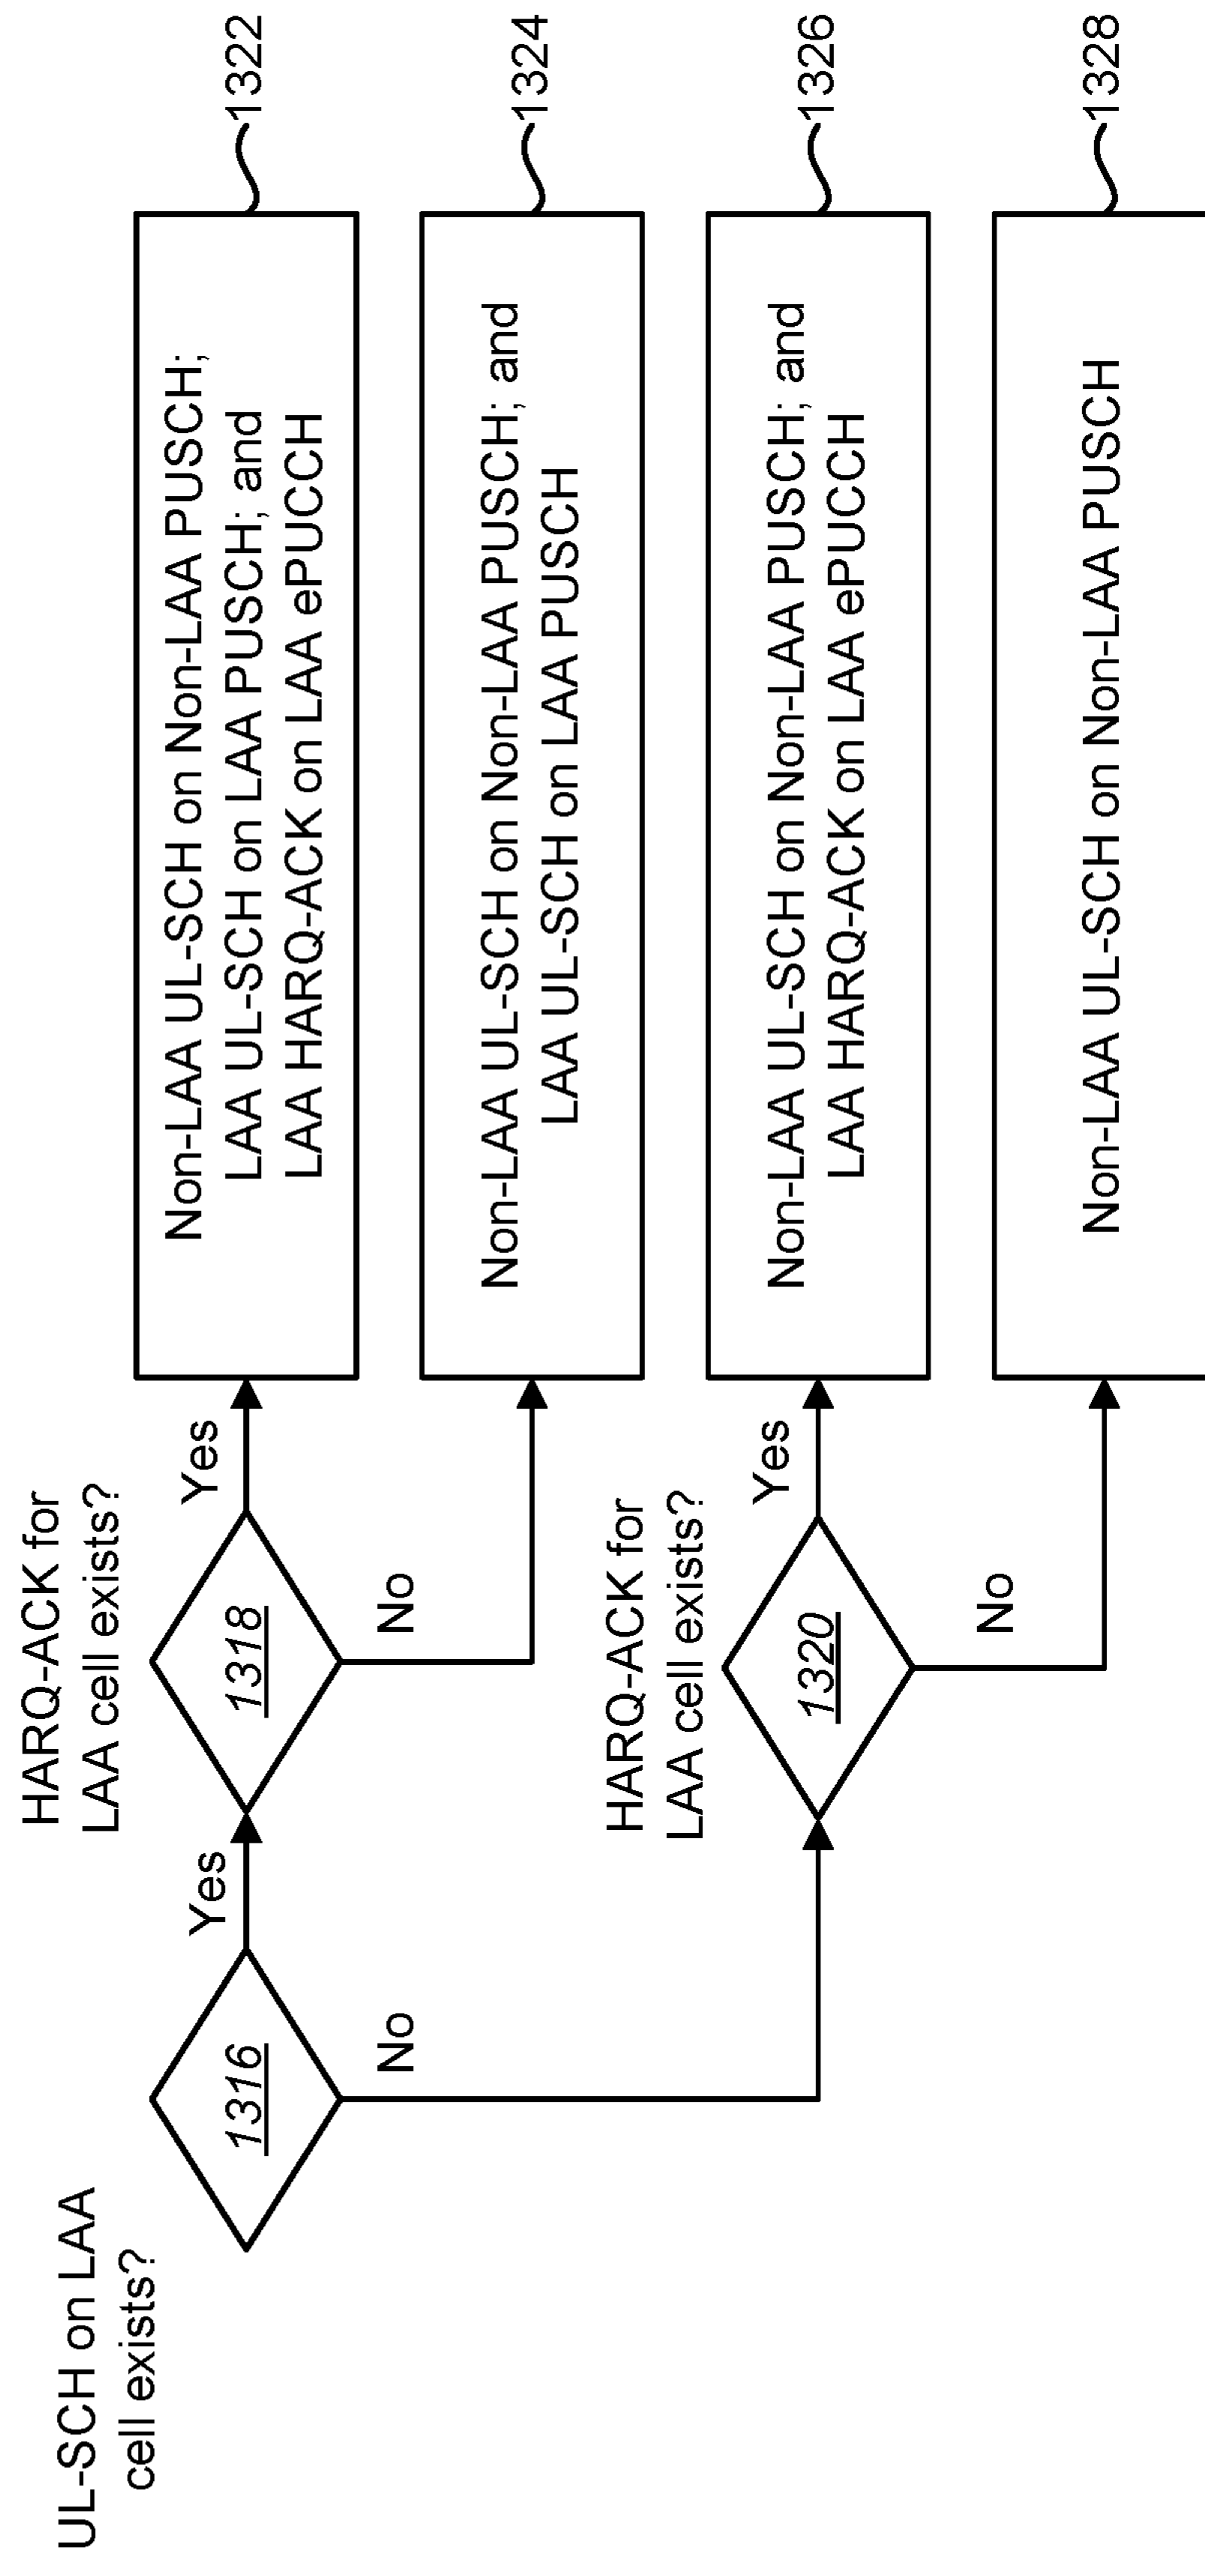 UL-SCH on LAA
cell exists?
1316
Yes
No
HARQ-ACK for
LAA cell exists?
1318
Yes
No
HARQ-ACK for
LAA cell exists?
1320
Yes
No
Non-LAA UL-SCH on Non-LAA PUSCH;
LAA UL-SCH on LAA PUSCH; and
LAA HARQ-ACK on LAA ePUCCH
1322
Non-LAA UL-SCH on Non-LAA PUSCH; and
LAA UL-SCH on LAA PUSCH
1324
Non-LAA UL-SCH on Non-LAA PUSCH; and
LAA HARQ-ACK on LAA ePUCCH
1326
Non-LAA UL-SCH on Non-LAA PUSCH
1328